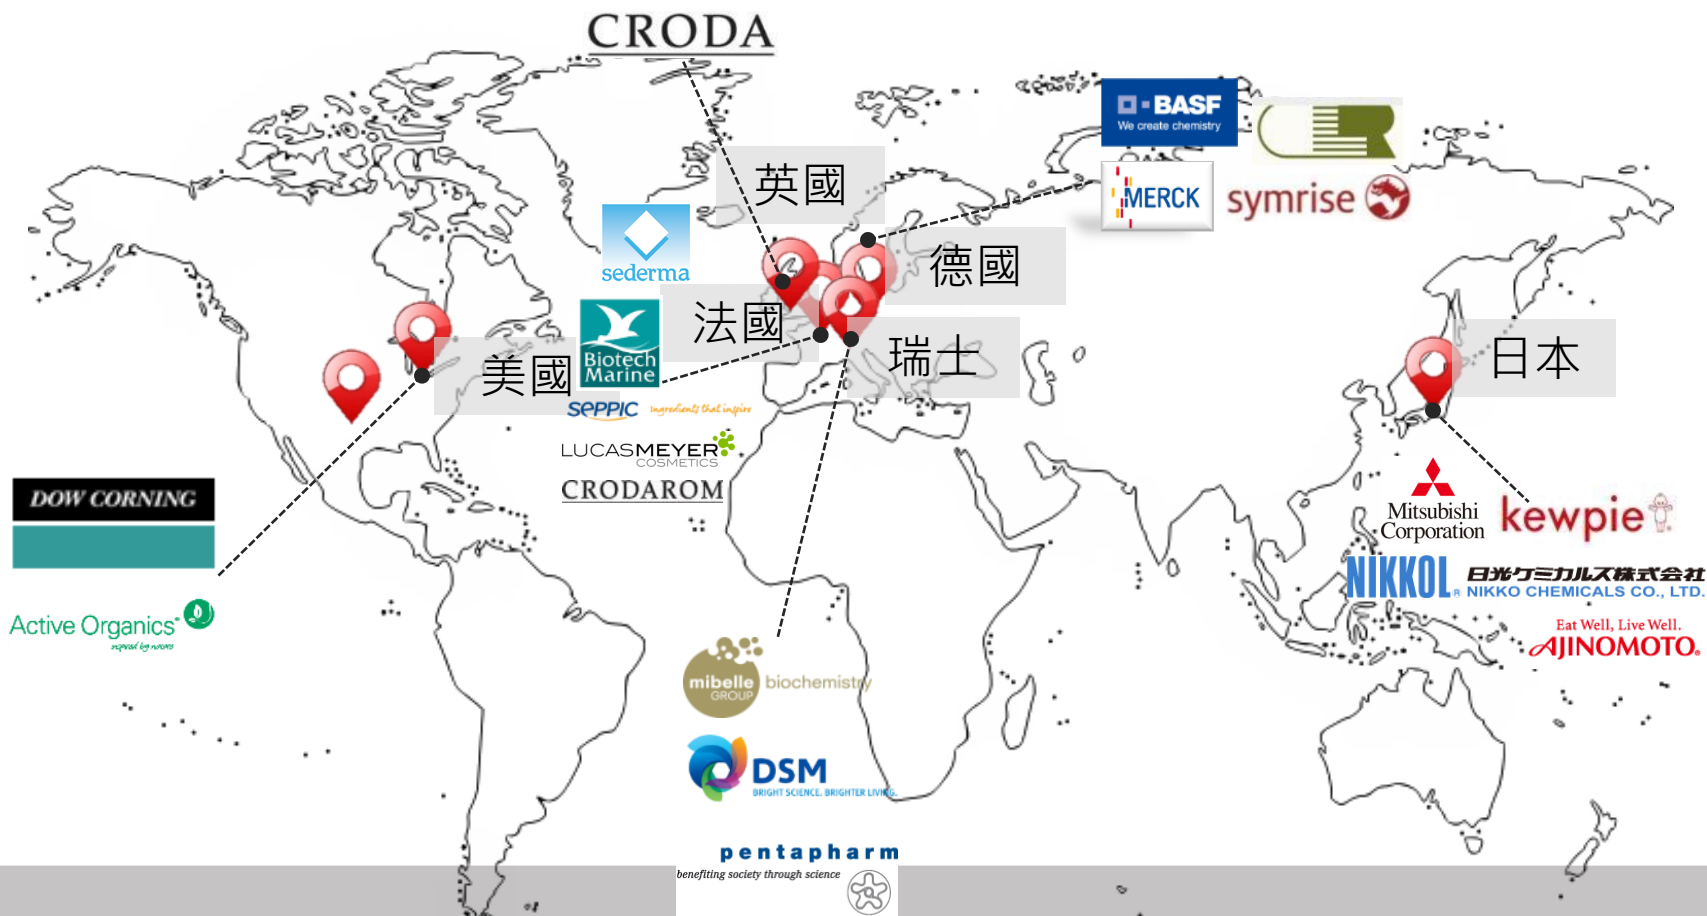 CRODA
BASF
We create chemistry
MERCK
symrise
英國
德國
sederma
法國
瑞士
美國
日本
Biotech
Marine
SEPPIC Ingredients that inspire
LUCASMEYER
COSMETICS
CRODAROM
DOW CORNING
Active Organics
inspired by nature
Mitsubishi
Corporation
kewpie
NIKKOL® 日光ケミカルズ株式会社
NIKKO CHEMICALS CO., LTD.
Eat Well, Live Well.
AJINOMOTO®
mibelle biochemistry
GROUP
DSM
BRIGHT SCIENCE. BRIGHTER LIVING.
pentapharm
benefiting society through science